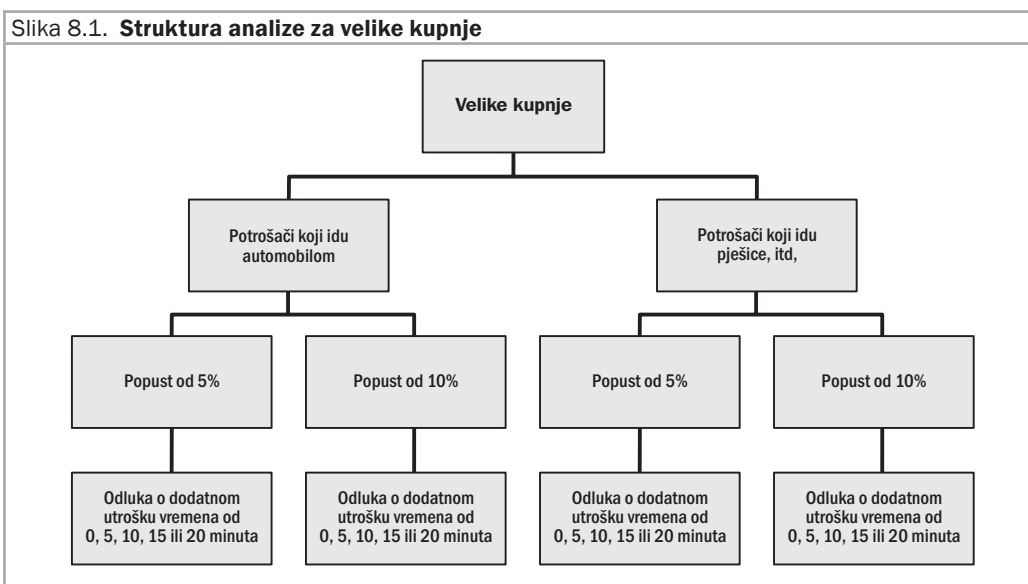 Slika 8.1. Struktura analize za velike kupnje
Velike kupnje
Potrošači koji idu
automobilom
Potrošači koji idu
pješice, itd,
Popust od 5%
Popust od 10%
Popust od 5%
Popust od 10%
Odluka o dodatnom
utrošku vremena od
0, 5, 10, 15 ili 20 minuta
Odluka o dodatnom
utrošku vremena od
0, 5, 10, 15 ili 20 minuta
Odluka o dodatnom
utrošku vremena od
0, 5, 10, 15 ili 20 minuta
Odluka o dodatnom
utrošku vremena od
0, 5, 10, 15 ili 20 minuta